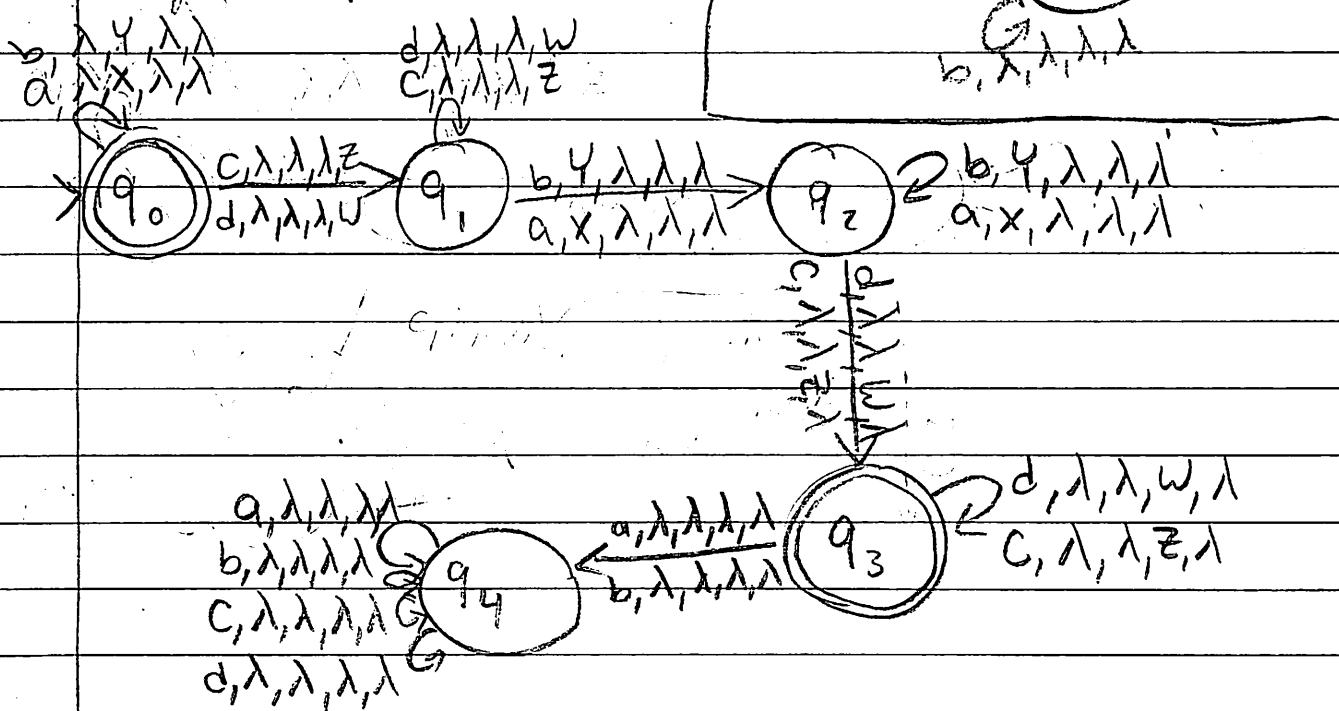 b, λ, Y, λ, λ
a, λ, X, λ, λ
d, λ, λ, λ, W
c, λ, λ, λ, Z
b, λ, λ, λ, λ
q0
c, λ, λ, λ, Z
d, λ, λ, λ, W
q1
b, Y, λ, λ, λ
a, X, λ, λ, λ
q2
b, Y, λ, λ, λ
a, X, λ, λ, λ
d, λ, λ, W, λ
c, λ, λ, Z, λ
q3
d, λ, λ, W, λ
c, λ, λ, Z, λ
a, λ, λ, λ, λ
b, λ, λ, λ, λ
q4
a, λ, λ, λ, λ
b, λ, λ, λ, λ
c, λ, λ, λ, λ
d, λ, λ, λ, λ